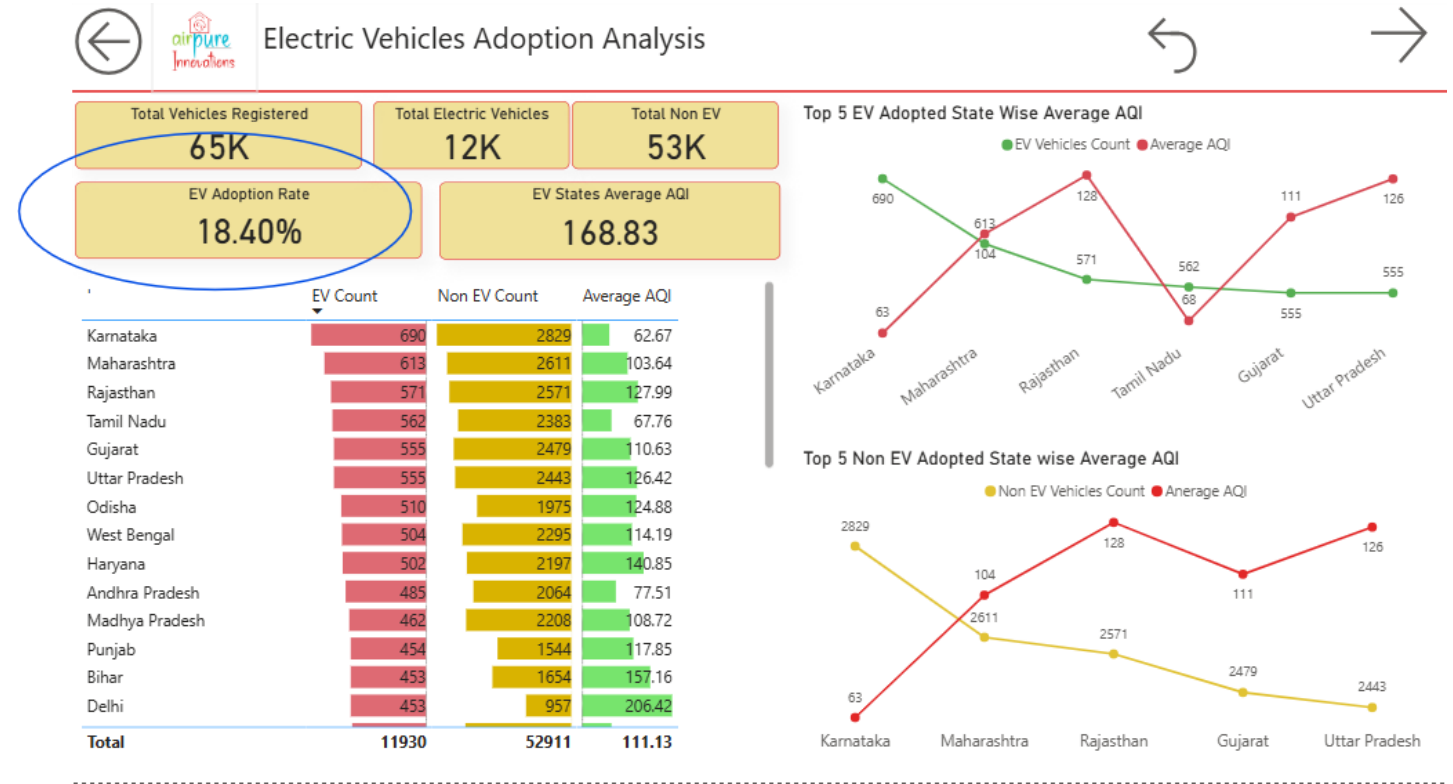 airpure
Innovations
Electric Vehicles Adoption Analysis
Total Vehicles Registered
65K
Total Electric Vehicles
12K
Total Non EV
53K
EV Adoption Rate
18.40%
EV States Average AQI
168.83
EV Count Non EV Count Average AQI
Karnataka 690 2829 62.67
Maharashtra 613 2611 103.64
Rajasthan 571 2571 127.99
Tamil Nadu 562 2383 67.76
Gujarat 555 2479 110.63
Uttar Pradesh 555 2443 126.42
Odisha 510 1975 124.88
West Bengal 504 2295 114.19
Haryana 502 2197 140.85
Andhra Pradesh 485 2064 77.51
Madhya Pradesh 462 2208 108.72
Punjab 454 1544 117.85
Bihar 453 1654 157.16
Delhi 453 957 206.42
Total 11930 52911 111.13
Top 5 EV Adopted State Wise Average AQI
EV Vehicles Count Average AQI
690 613 571 562 555 555
63 104 128 68 111 126
Karnataka Maharashtra Rajasthan Tamil Nadu Gujarat Uttar Pradesh
Top 5 Non EV Adopted State wise Average AQI
Non EV Vehicles Count Anerage AQI
2829 2611 2571 2479 2443
63 104 128 111 126
Karnataka Maharashtra Rajasthan Gujarat Uttar Pradesh